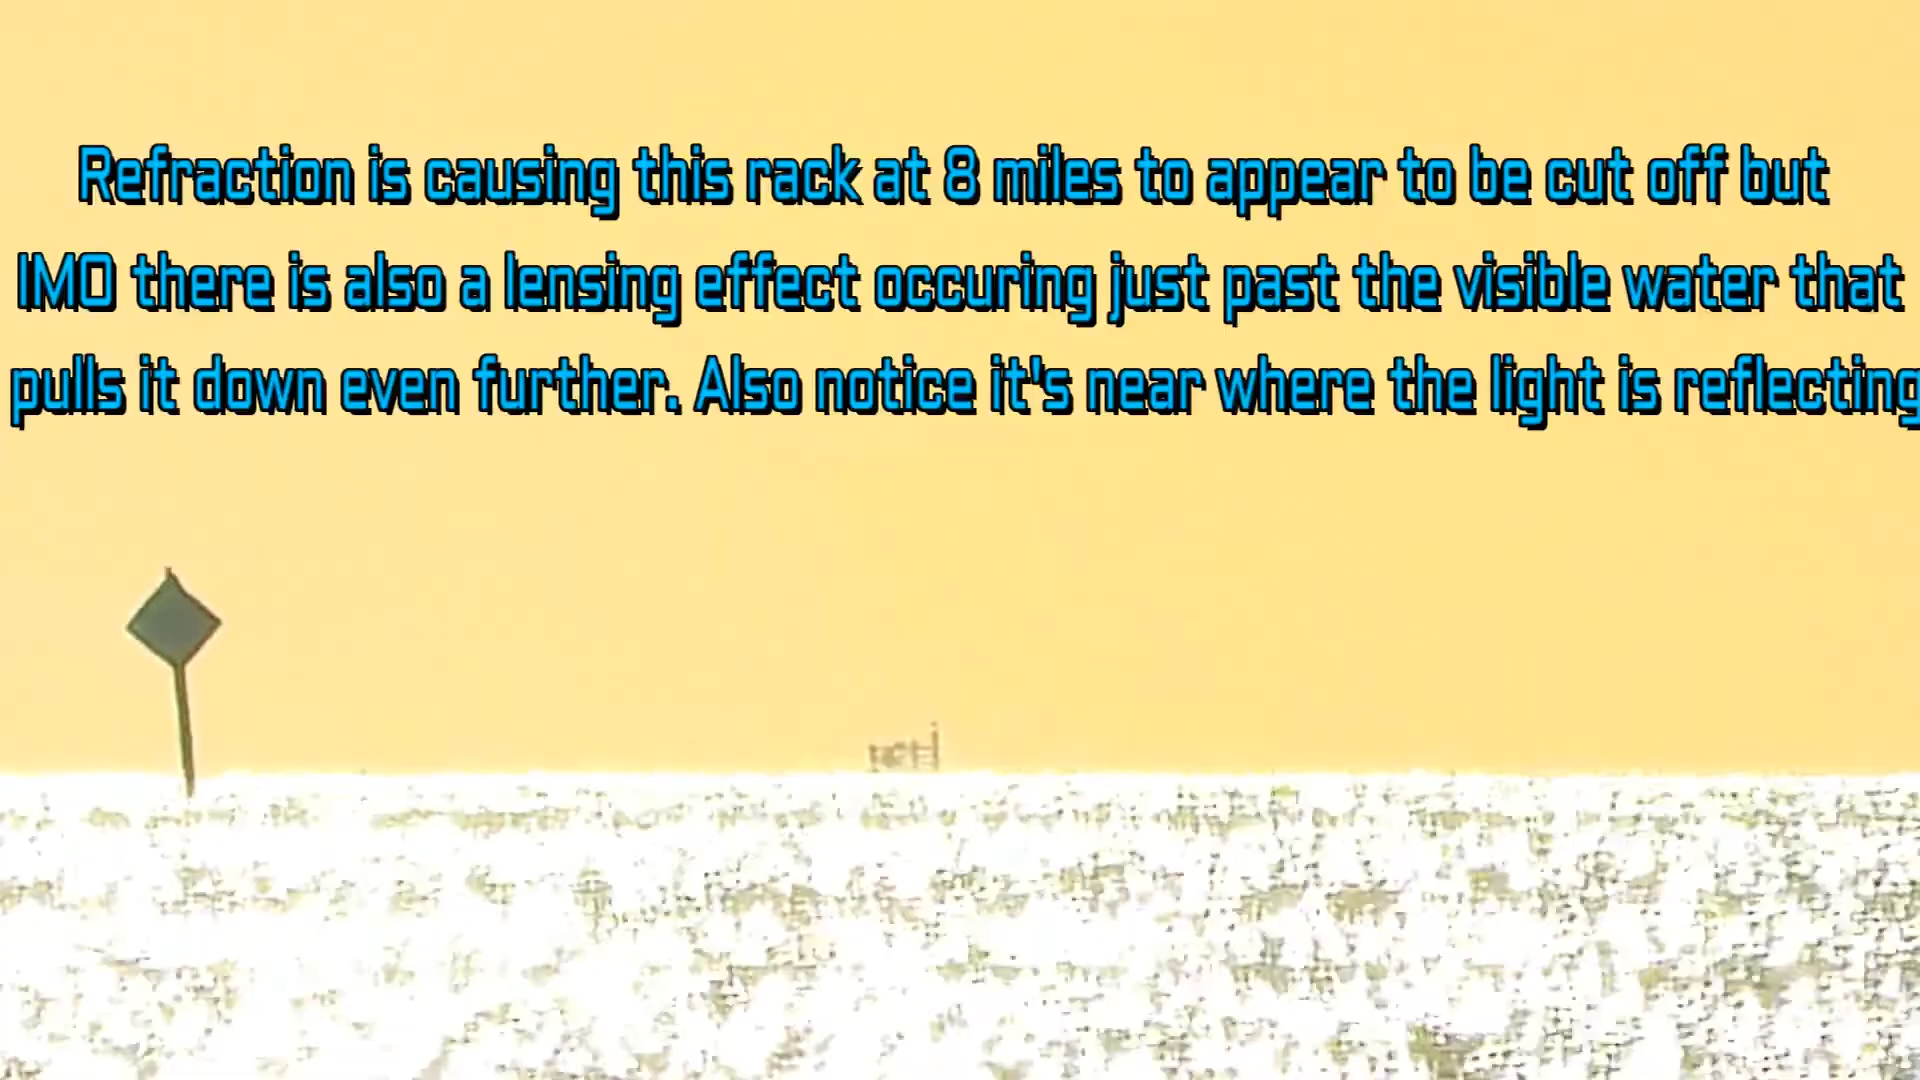 Refraction is causing this rack at 8 miles to appear to be cut off but
IMO there is also a lensing effect occuring just past the visible water that
pulls it down even further. Also notice it's near where the light is reflecting